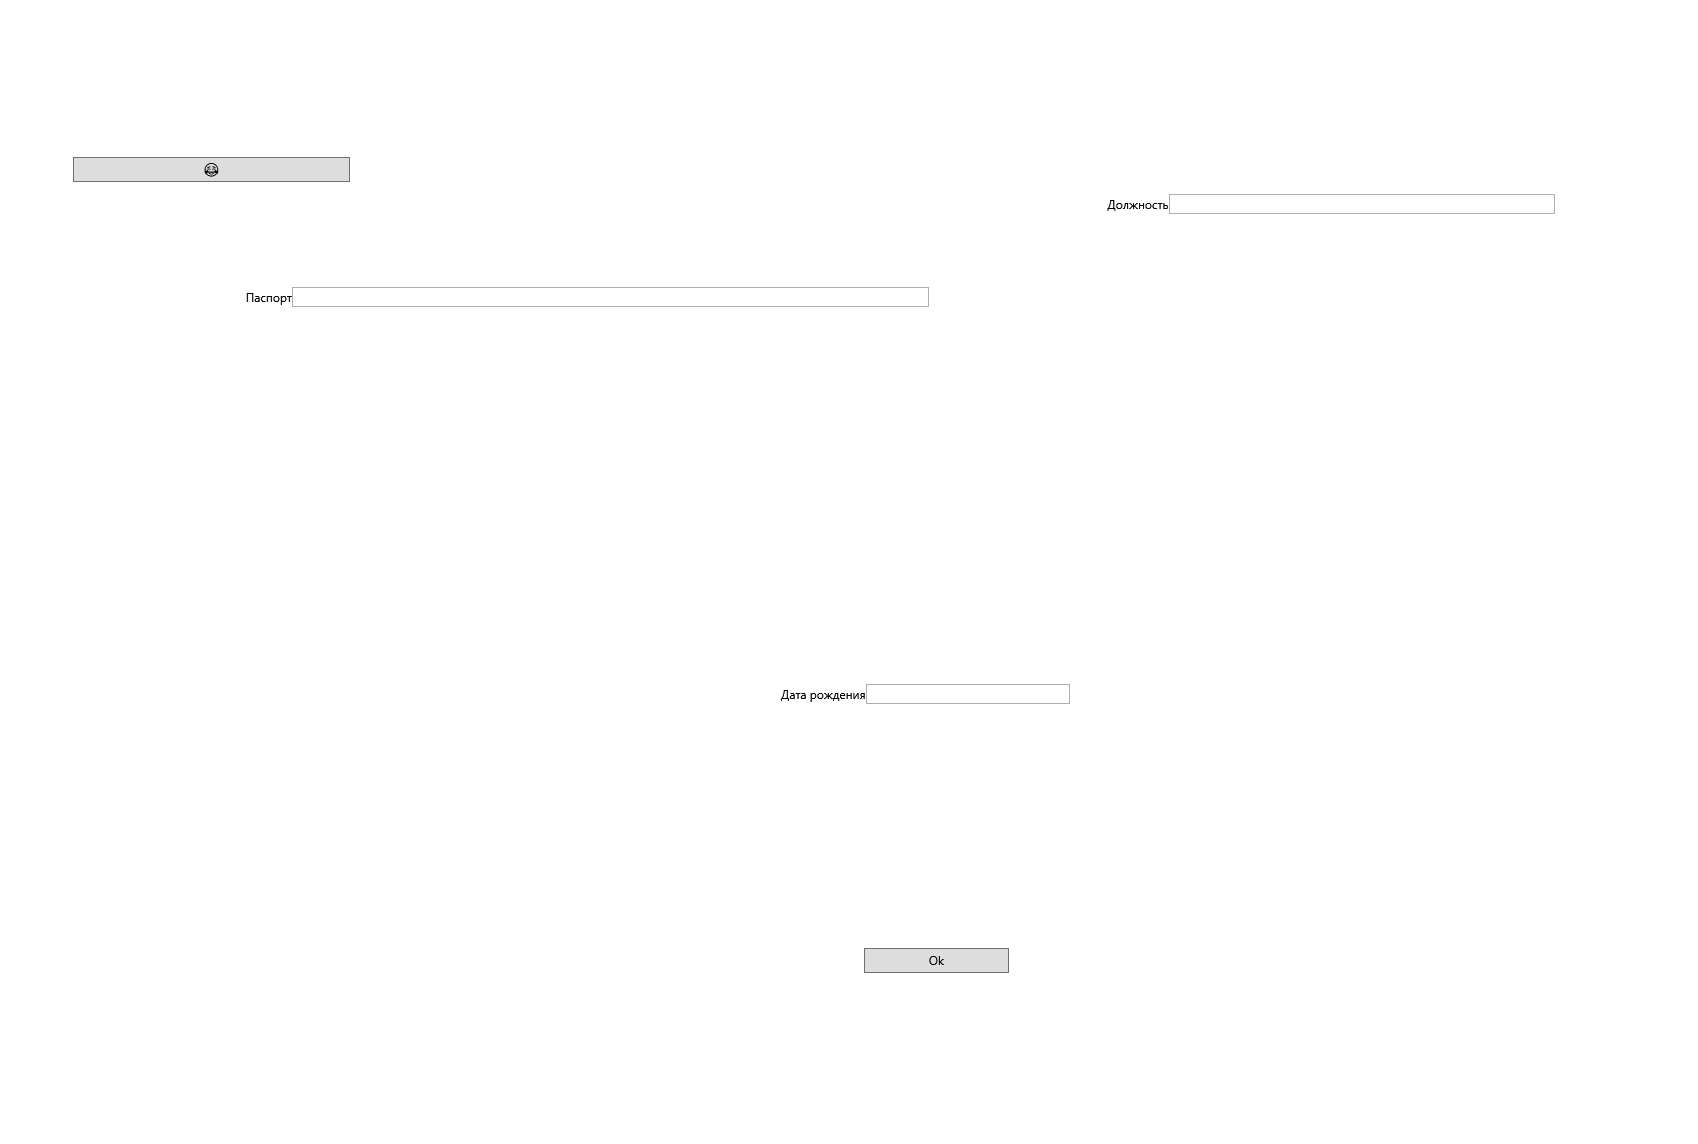 😂
Должность
Паспорт
Дата рождения
Ok